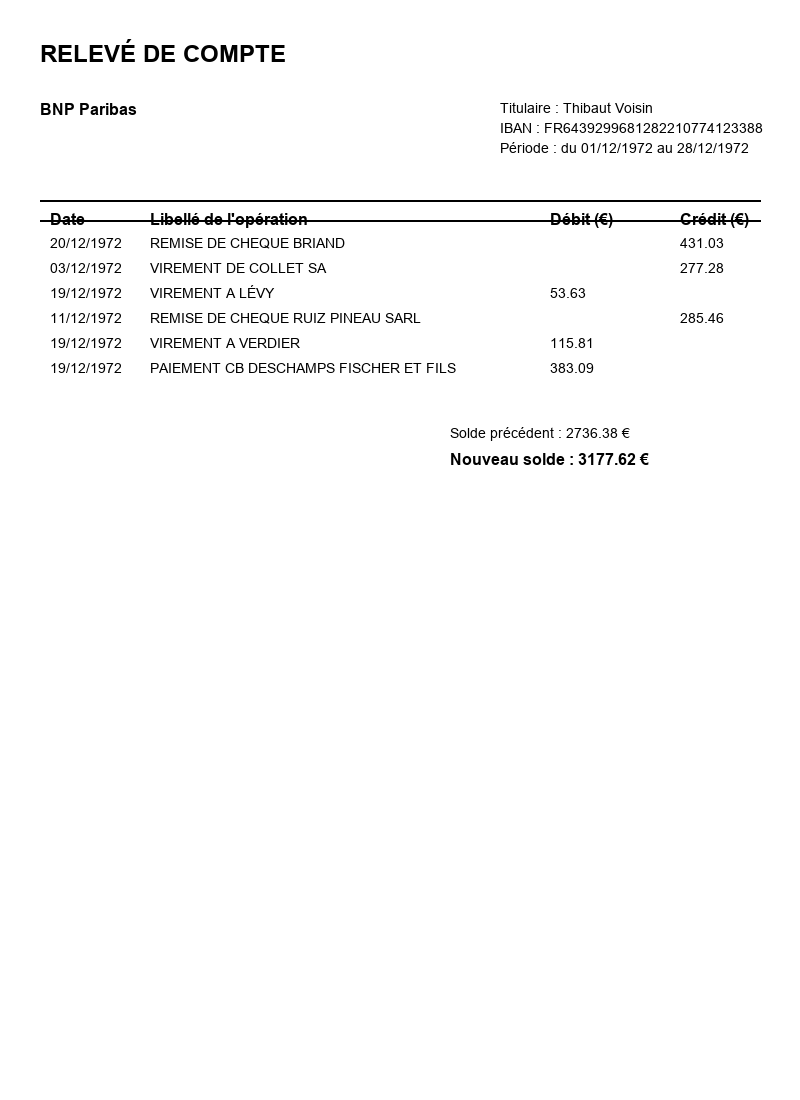 RELEVÉ DE COMPTE
BNP Paribas
Titulaire : Thibaut Voisin
IBAN : FR6439299681282210774123388
Période : du 01/12/1972 au 28/12/1972
Date Libellé de l'opération Débit (€) Crédit (€)
20/12/1972 REMISE DE CHEQUE BRIAND 431.03
03/12/1972 VIREMENT DE COLLET SA 277.28
19/12/1972 VIREMENT A LÉVY 53.63
11/12/1972 REMISE DE CHEQUE RUIZ PINEAU SARL 285.46
19/12/1972 VIREMENT A VERDIER 115.81
19/12/1972 PAIEMENT CB DESCHAMPS FISCHER ET FILS 383.09
Solde précédent : 2736.38 €
Nouveau solde : 3177.62 €